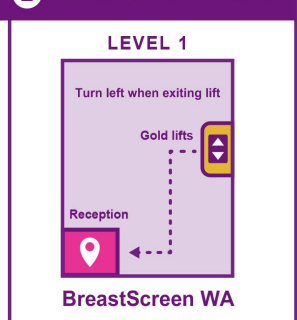 LEVEL 1
Turn left when exiting lift
Gold lifts
Reception
BreastScreen WA